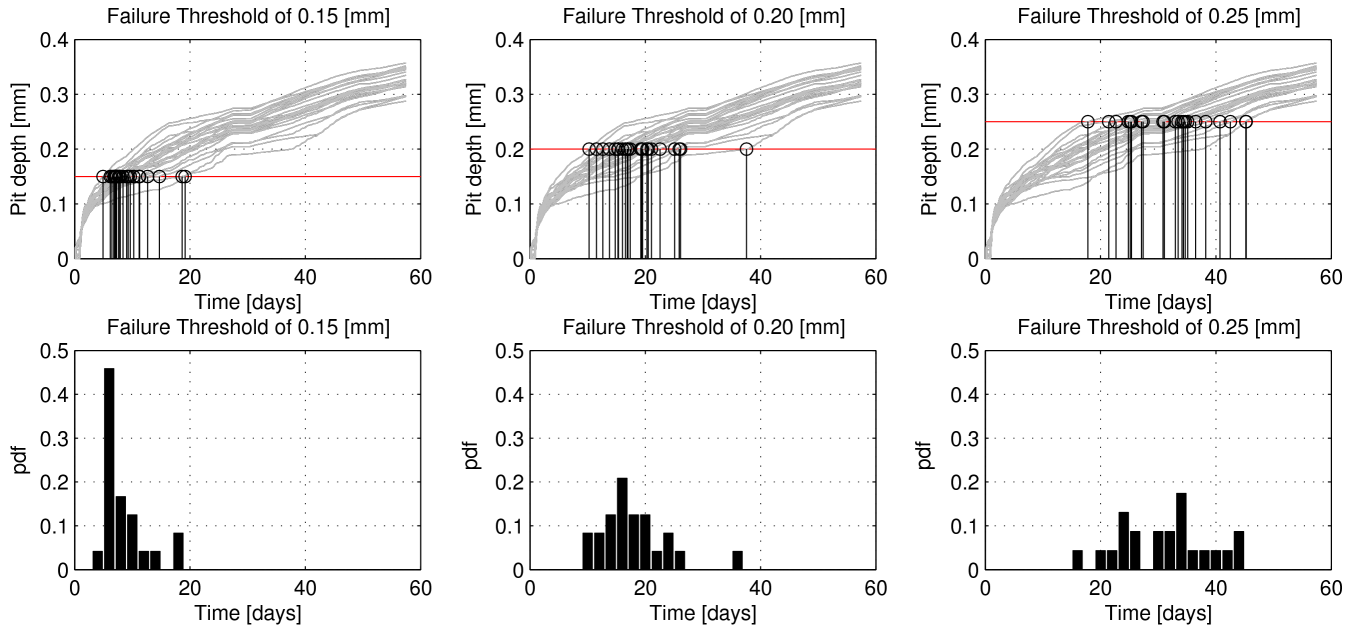 Failure Threshold of 0.15 [mm]
0.4
0.3
0.2
0.1
0
Pit depth [mm]
0 20 40 60
Time [days]
Failure Threshold of 0.20 [mm]
0.4
0.3
0.2
0.1
0
Pit depth [mm]
0 20 40 60
Time [days]
Failure Threshold of 0.25 [mm]
0.4
0.3
0.2
0.1
0
Pit depth [mm]
0 20 40 60
Time [days]
Failure Threshold of 0.15 [mm]
0.5
0.4
0.3
0.2
0.1
0
pdf
0 20 40 60
Time [days]
Failure Threshold of 0.20 [mm]
0.5
0.4
0.3
0.2
0.1
0
pdf
0 20 40 60
Time [days]
Failure Threshold of 0.25 [mm]
0.5
0.4
0.3
0.2
0.1
0
pdf
0 20 40 60
Time [days]